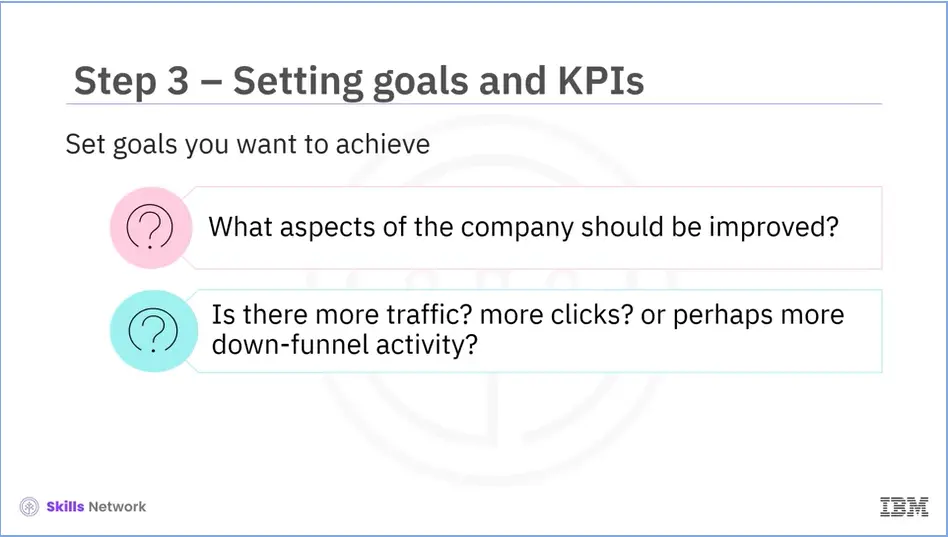 Step 3 – Setting goals and KPIs
Set goals you want to achieve
What aspects of the company should be improved?
Is there more traffic? more clicks? or perhaps more
down-funnel activity?
Skills Network
IBM